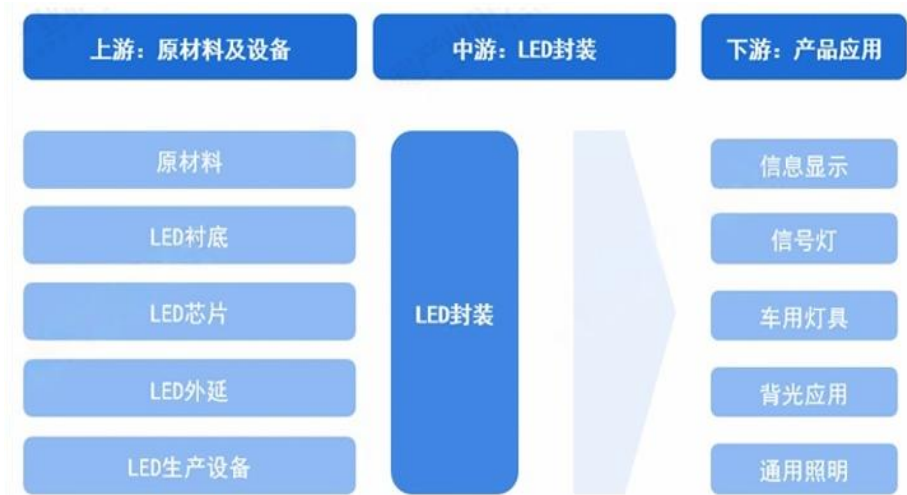 上游：原材料及设备
中游：LED封装
下游：产品应用
原材料
LED衬底
LED芯片
LED外延
LED生产设备
LED封装
信息显示
信号灯
车用灯具
背光应用
通用照明